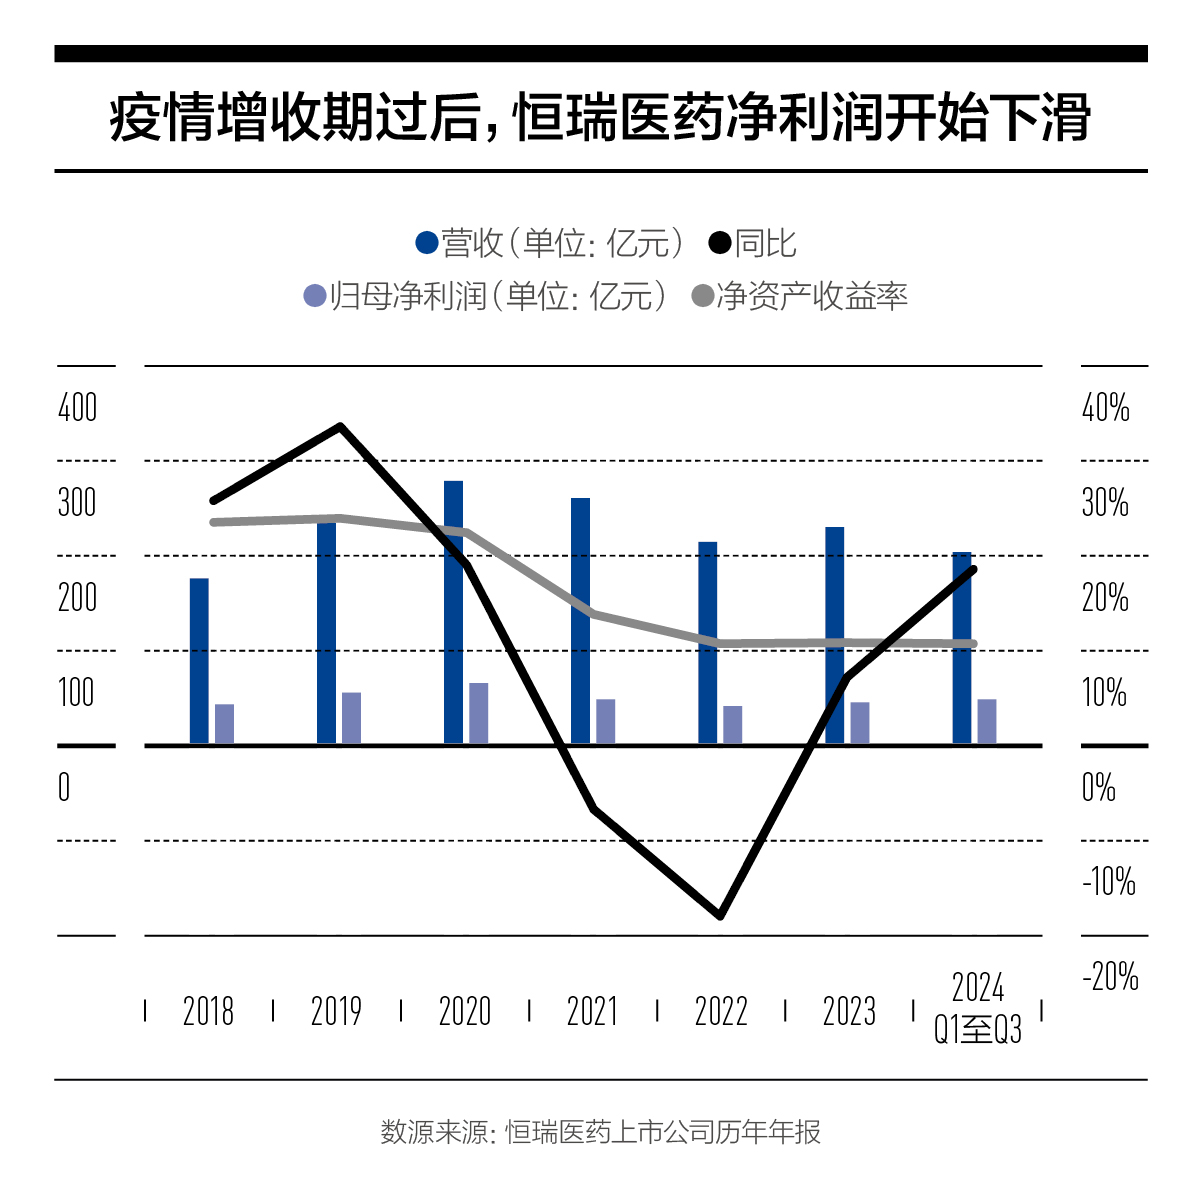 疫情增收期过后，恒瑞医药净利润开始下滑
营收（单位：亿元） 同比
归母净利润（单位：亿元） 净资产收益率
400 40%
300 30%
200 20%
100 10%
0 0%
-10%
-20%
2018 2019 2020 2021 2022 2023 2024
Q1至Q3
数源来源：恒瑞医药上市公司历年年报